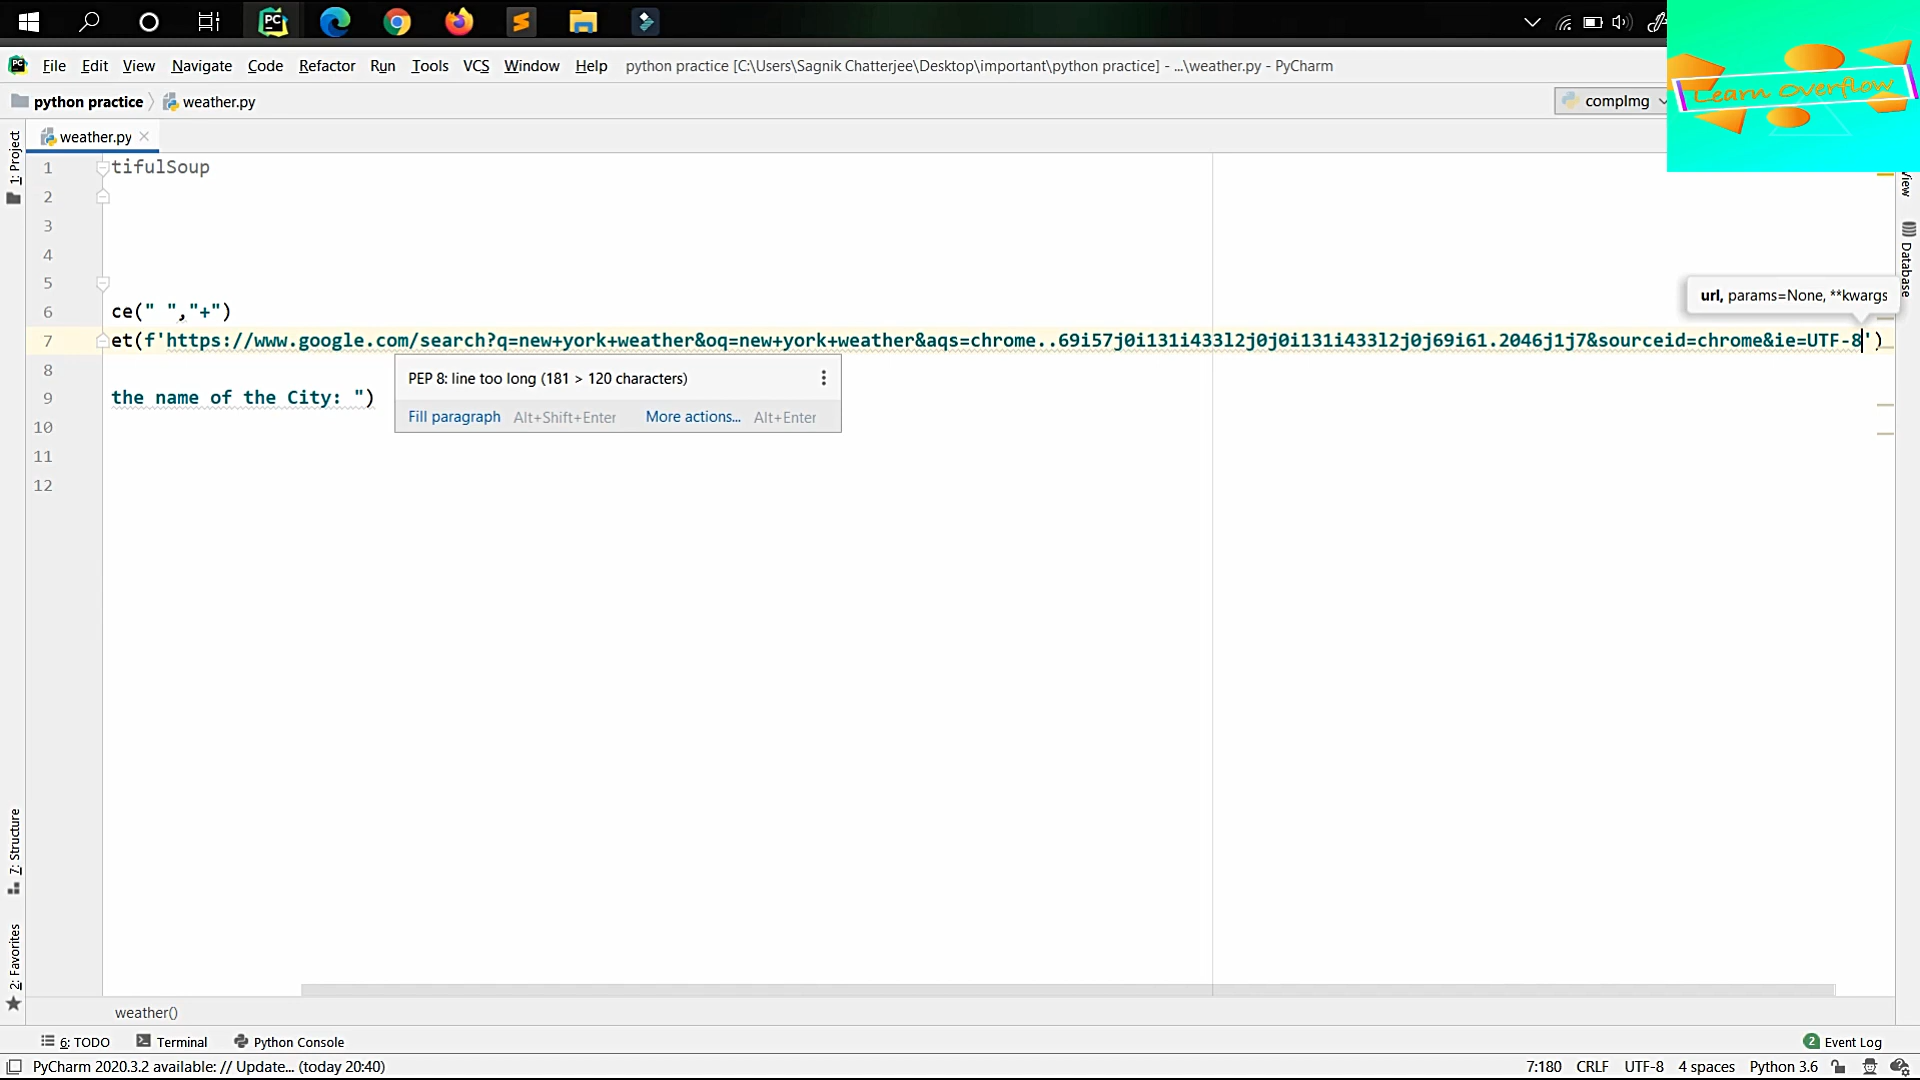 PC
S
PC File Edit View Navigate Code Refactor Run Tools VCS Window Help python practice [C:\Users\Sagnik Chatterjee\Desktop\important\python practice] - ...\weather.py - PyCharm
Learn Overflow
python practice weather.py compImg
weather.py
1: Project
1 tifulSoup
2
3
4
5
url, params=None, **kwargs
6 ce(" ","+")
7 et(f'https://www.google.com/search?q=new+york+weather&oq=new+york+weather&aqs=chrome..69i57j0i131i433l2j0j0i131i433l2j0j69i61.2046j1j7&sourceid=chrome&ie=UTF-8')
8
PEP 8: line too long (181 > 120 characters)
9 the name of the City: ")
Fill paragraph Alt+Shift+Enter More actions... Alt+Enter
10
11
12
Database
7: Structure
2: Favorites
weather()
6: TODO Terminal Python Console 2 Event Log
PyCharm 2020.3.2 available: // Update... (today 20:40) 7:180 CRLF UTF-8 4 spaces Python 3.6